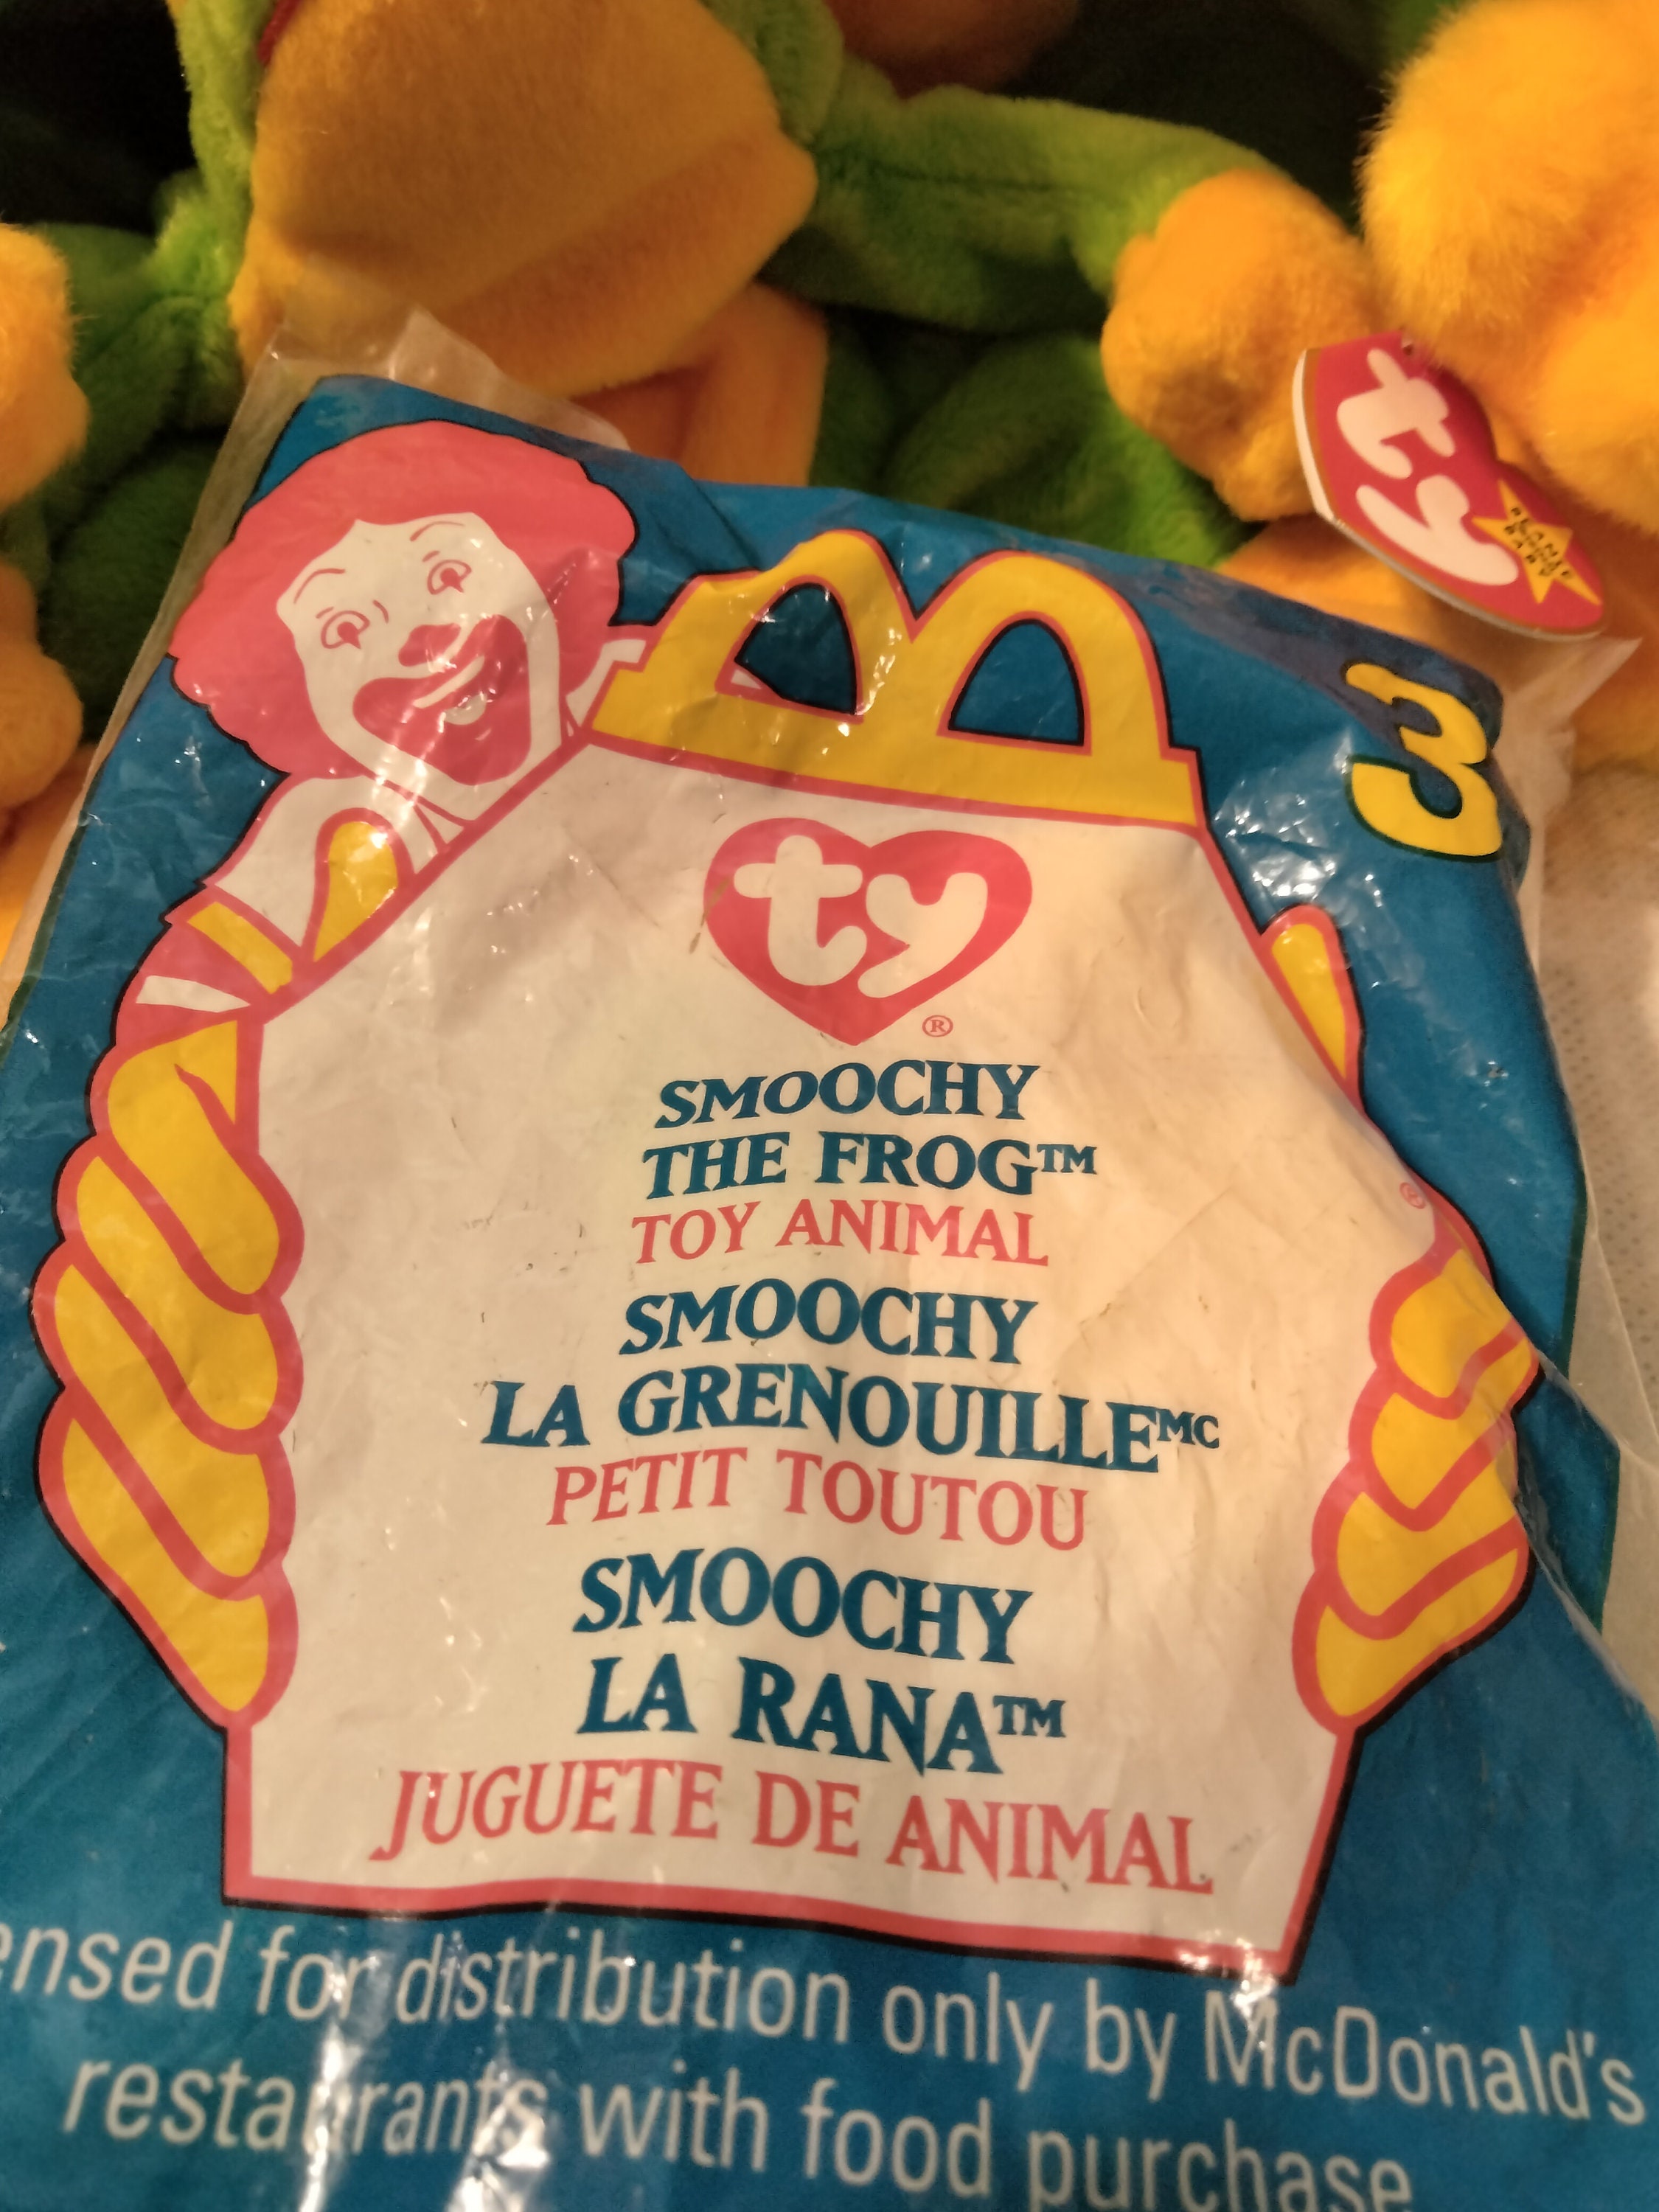 ty
3
ty®
SMOOCHY
THE FROG™
TOY ANIMAL
SMOOCHY
LA GRENOUILLEᴹᶜ
PETIT TOUTOU
SMOOCHY
LA RANA™
JUGUETE DE ANIMAL
®
for distribution only by McDonald's
restaurants with food purchase